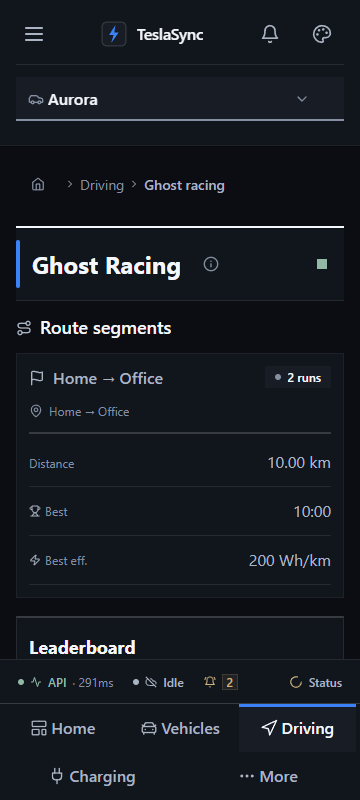 TeslaSync
Aurora
Driving
Ghost racing
Ghost Racing
Route segments
Home → Office
2 runs
Home → Office
Distance
10.00 km
Best
10:00
Best eff.
200 Wh/km
Leaderboard
API · 291ms
Idle
2
Status
Home
Vehicles
Driving
Charging
More